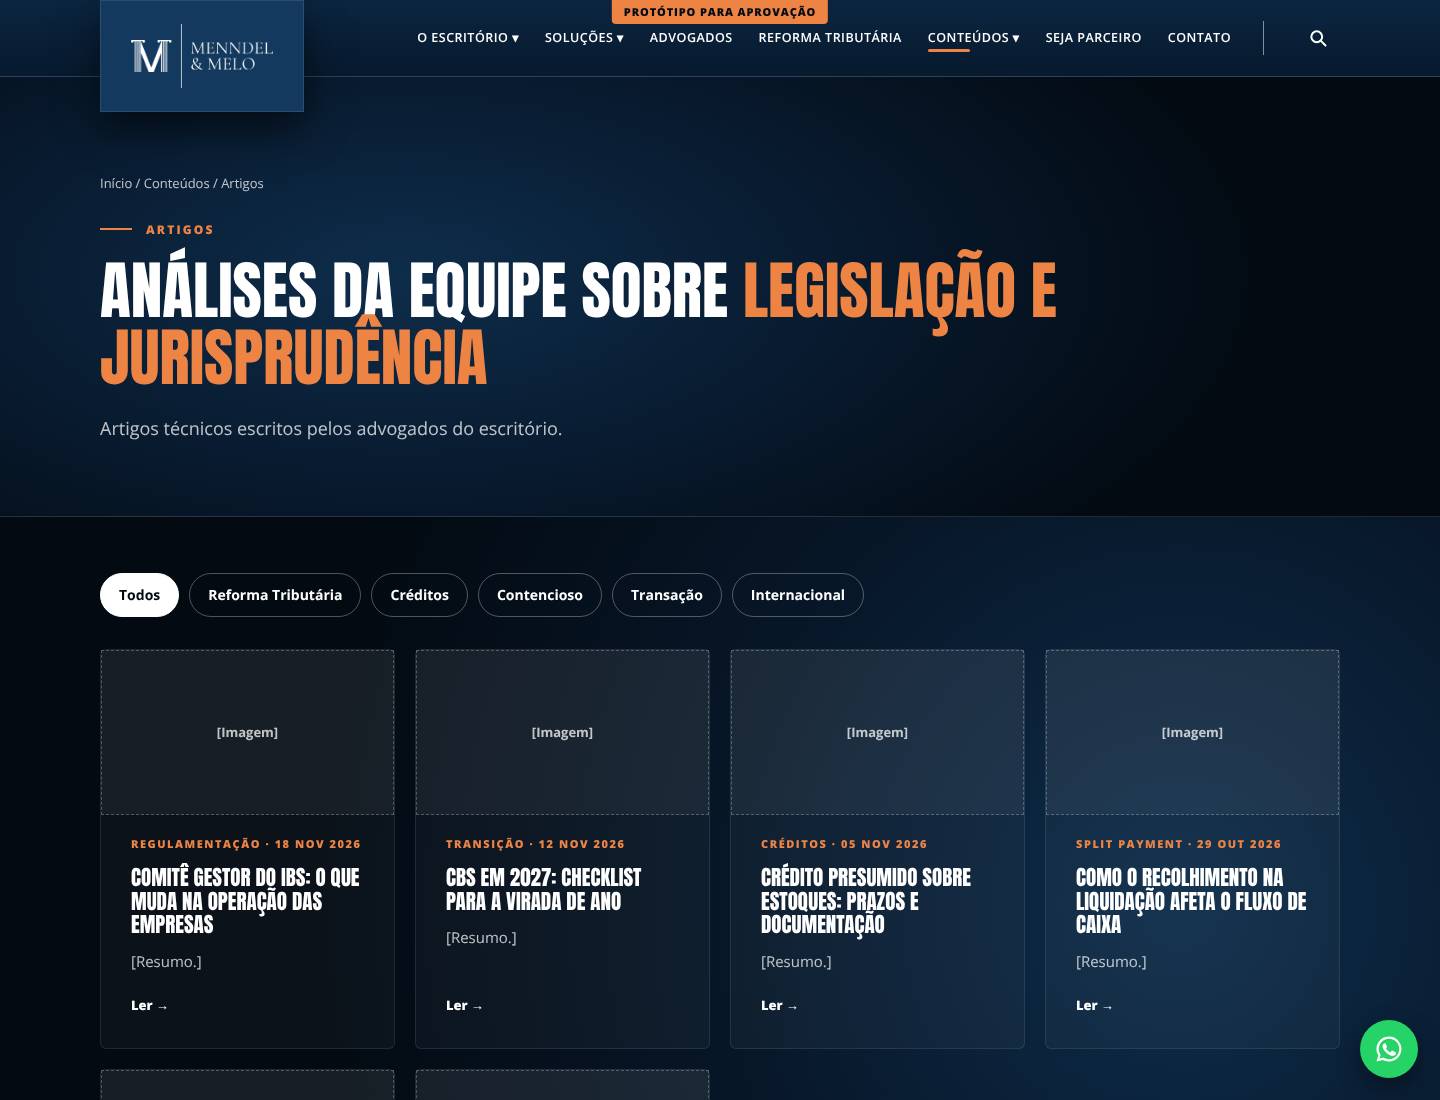 PROTÓTIPO PARA APROVAÇÃO
MENNDEL
& MELO
O ESCRITÓRIO ▾
SOLUÇÕES ▾
ADVOGADOS
REFORMA TRIBUTÁRIA
CONTEÚDOS ▾
SEJA PARCEIRO
CONTATO
Início / Conteúdos / Artigos
ARTIGOS
ANÁLISES DA EQUIPE SOBRE LEGISLAÇÃO E
JURISPRUDÊNCIA
Artigos técnicos escritos pelos advogados do escritório.
Todos
Reforma Tributária
Créditos
Contencioso
Transação
Internacional
[Imagem]
REGULAMENTAÇÃO · 18 NOV 2026
COMITÊ GESTOR DO IBS: O QUE
MUDA NA OPERAÇÃO DAS
EMPRESAS
[Resumo.]
Ler →
[Imagem]
TRANSIÇÃO · 12 NOV 2026
CBS EM 2027: CHECKLIST
PARA A VIRADA DE ANO
[Resumo.]
Ler →
[Imagem]
CRÉDITOS · 05 NOV 2026
CRÉDITO PRESUMIDO SOBRE
ESTOQUES: PRAZOS E
DOCUMENTAÇÃO
[Resumo.]
Ler →
[Imagem]
SPLIT PAYMENT · 29 OUT 2026
COMO O RECOLHIMENTO NA
LIQUIDAÇÃO AFETA O FLUXO DE
CAIXA
[Resumo.]
Ler →